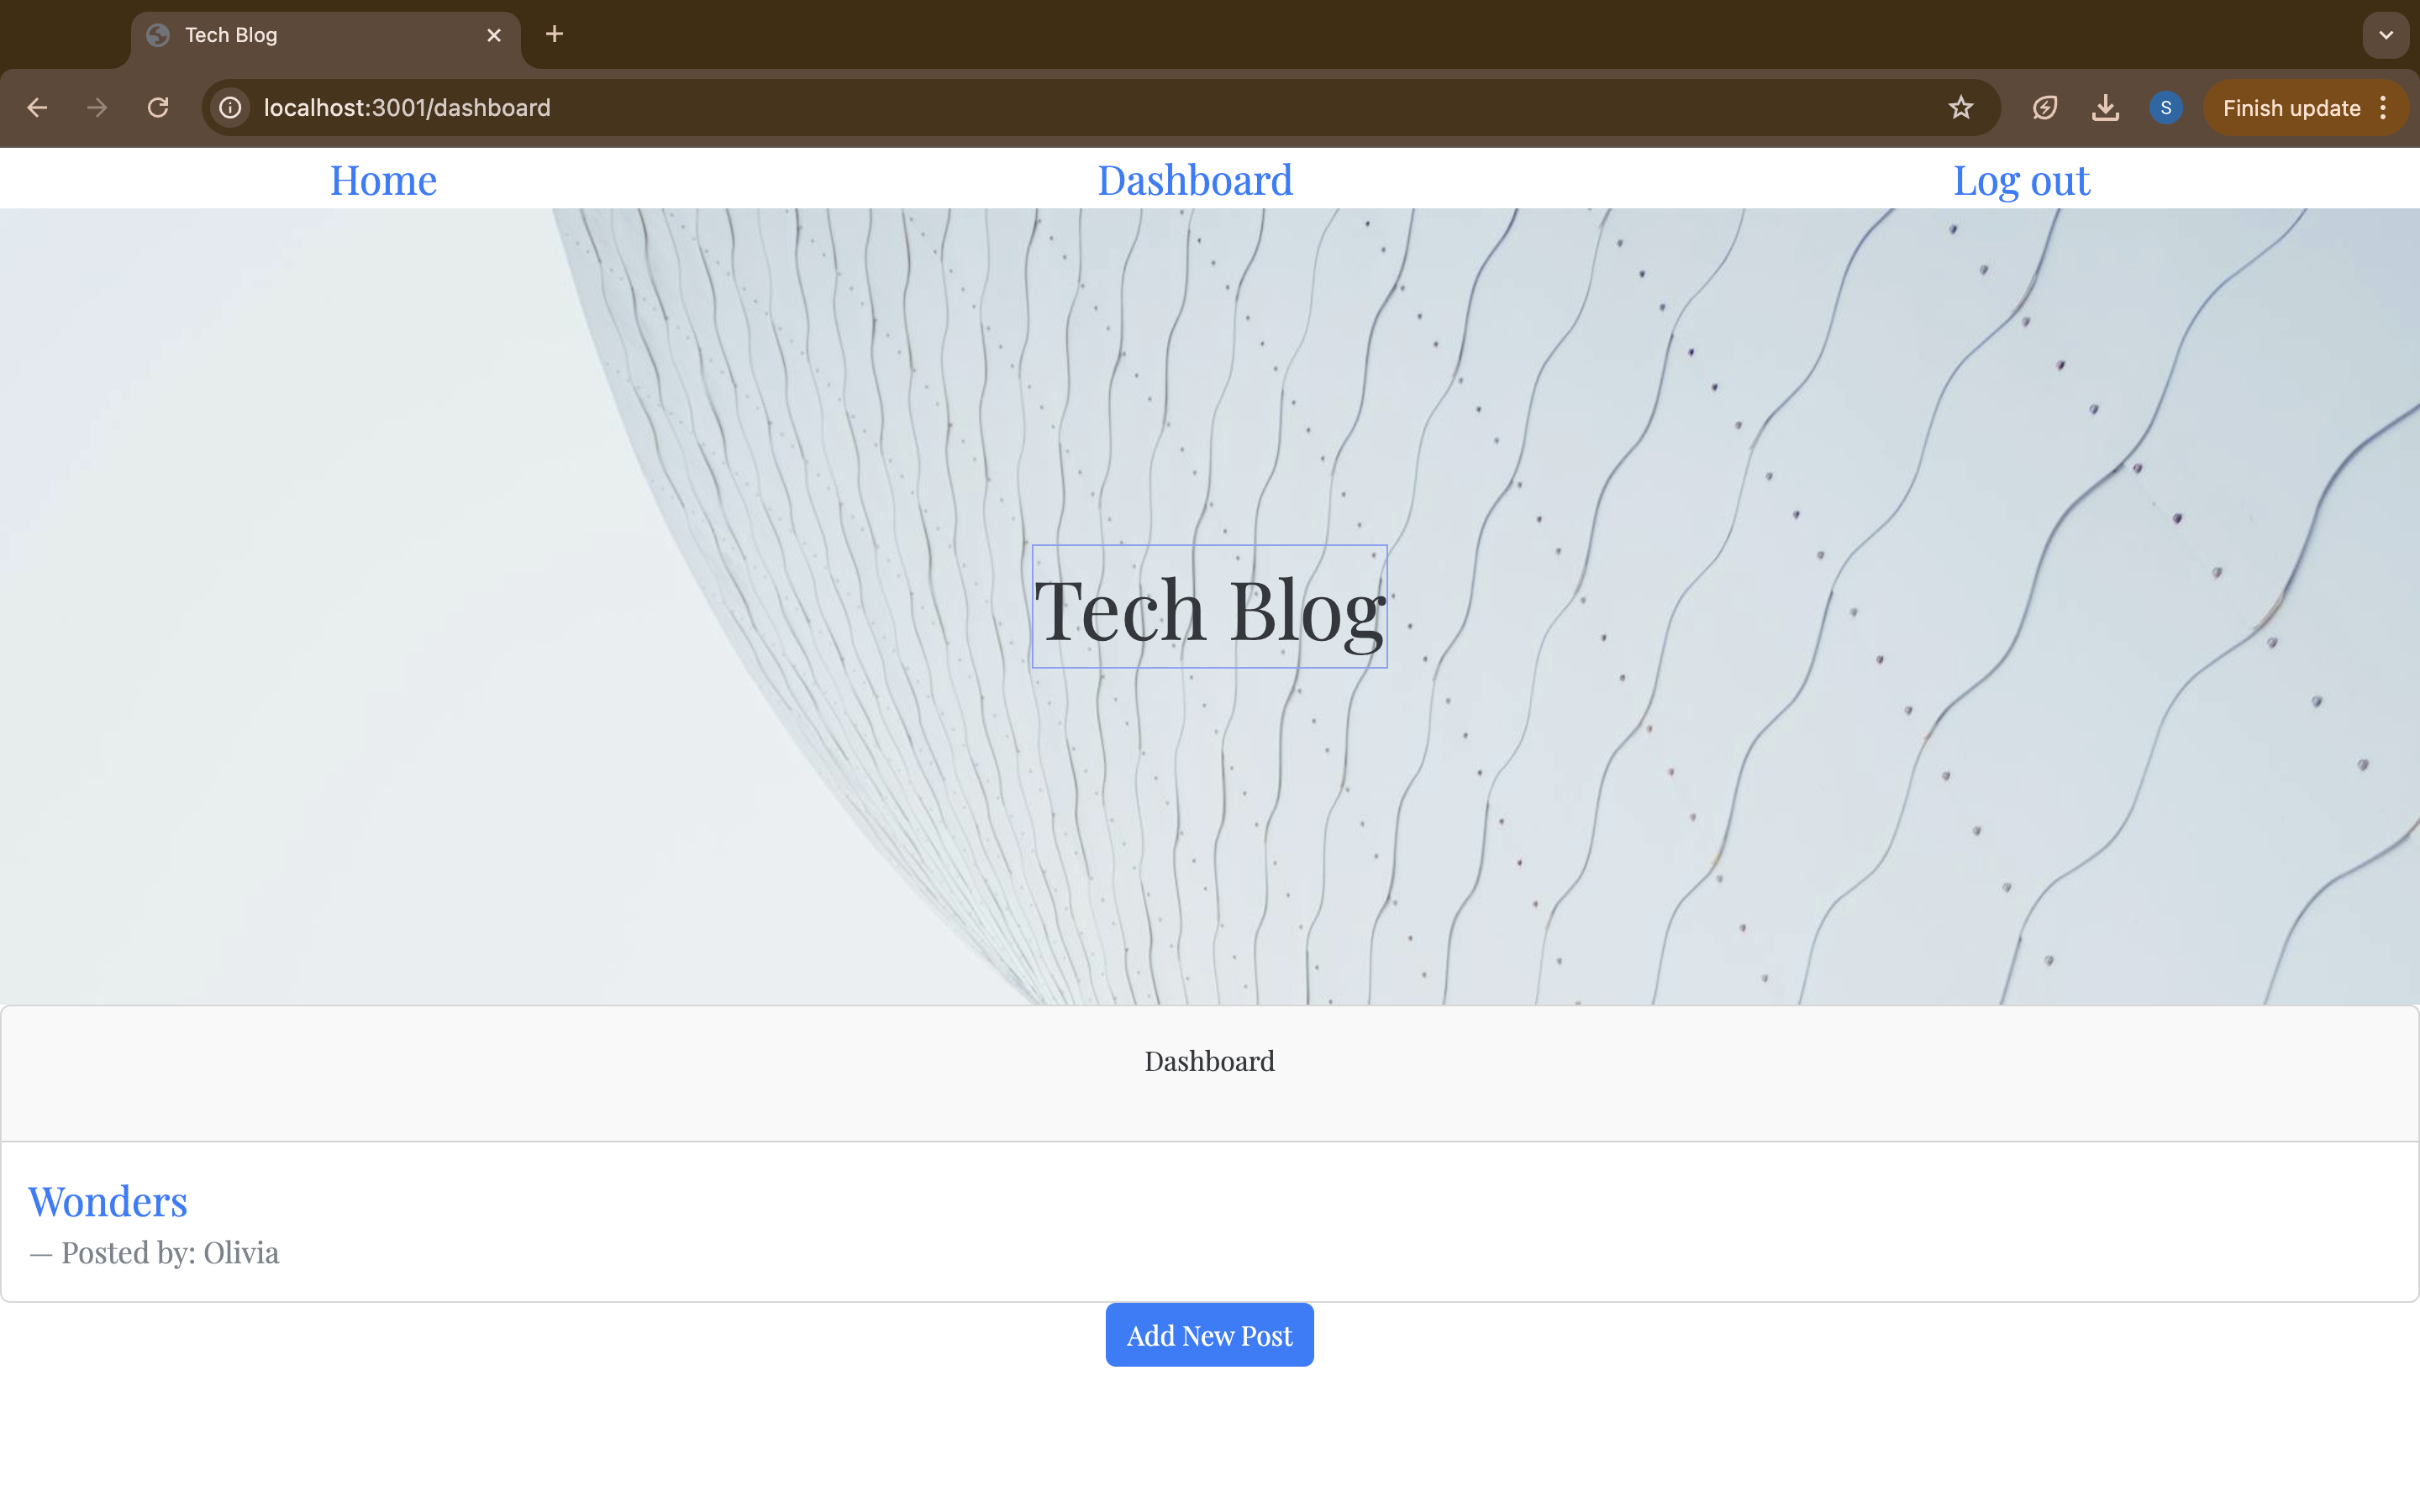 Tech Blog
localhost:3001/dashboard
S
Finish update
Home Dashboard Log out
Tech Blog
Dashboard
Wonders
— Posted by: Olivia
Add New Post